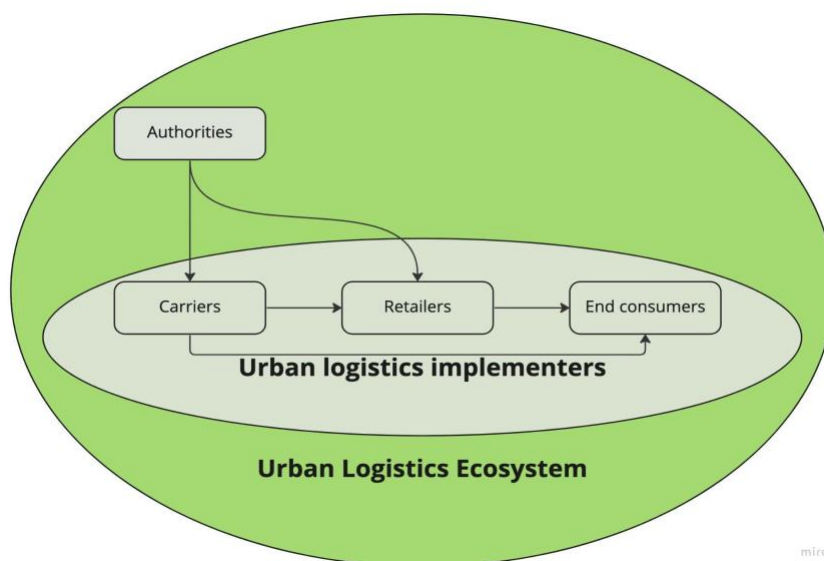 Authorities
Carriers
Retailers
End consumers
Urban logistics implementers
Urban Logistics Ecosystem